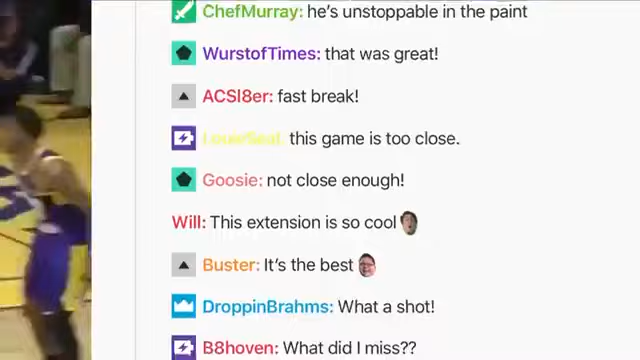 ChefMurray: he's unstoppable in the paint
WurstofTimes: that was great!
ACSl8er: fast break!
this game is too close.
Goosie: not close enough!
Will: This extension is so cool
Buster: It's the best
DroppinBrahms: What a shot!
B8hoven: What did I miss??